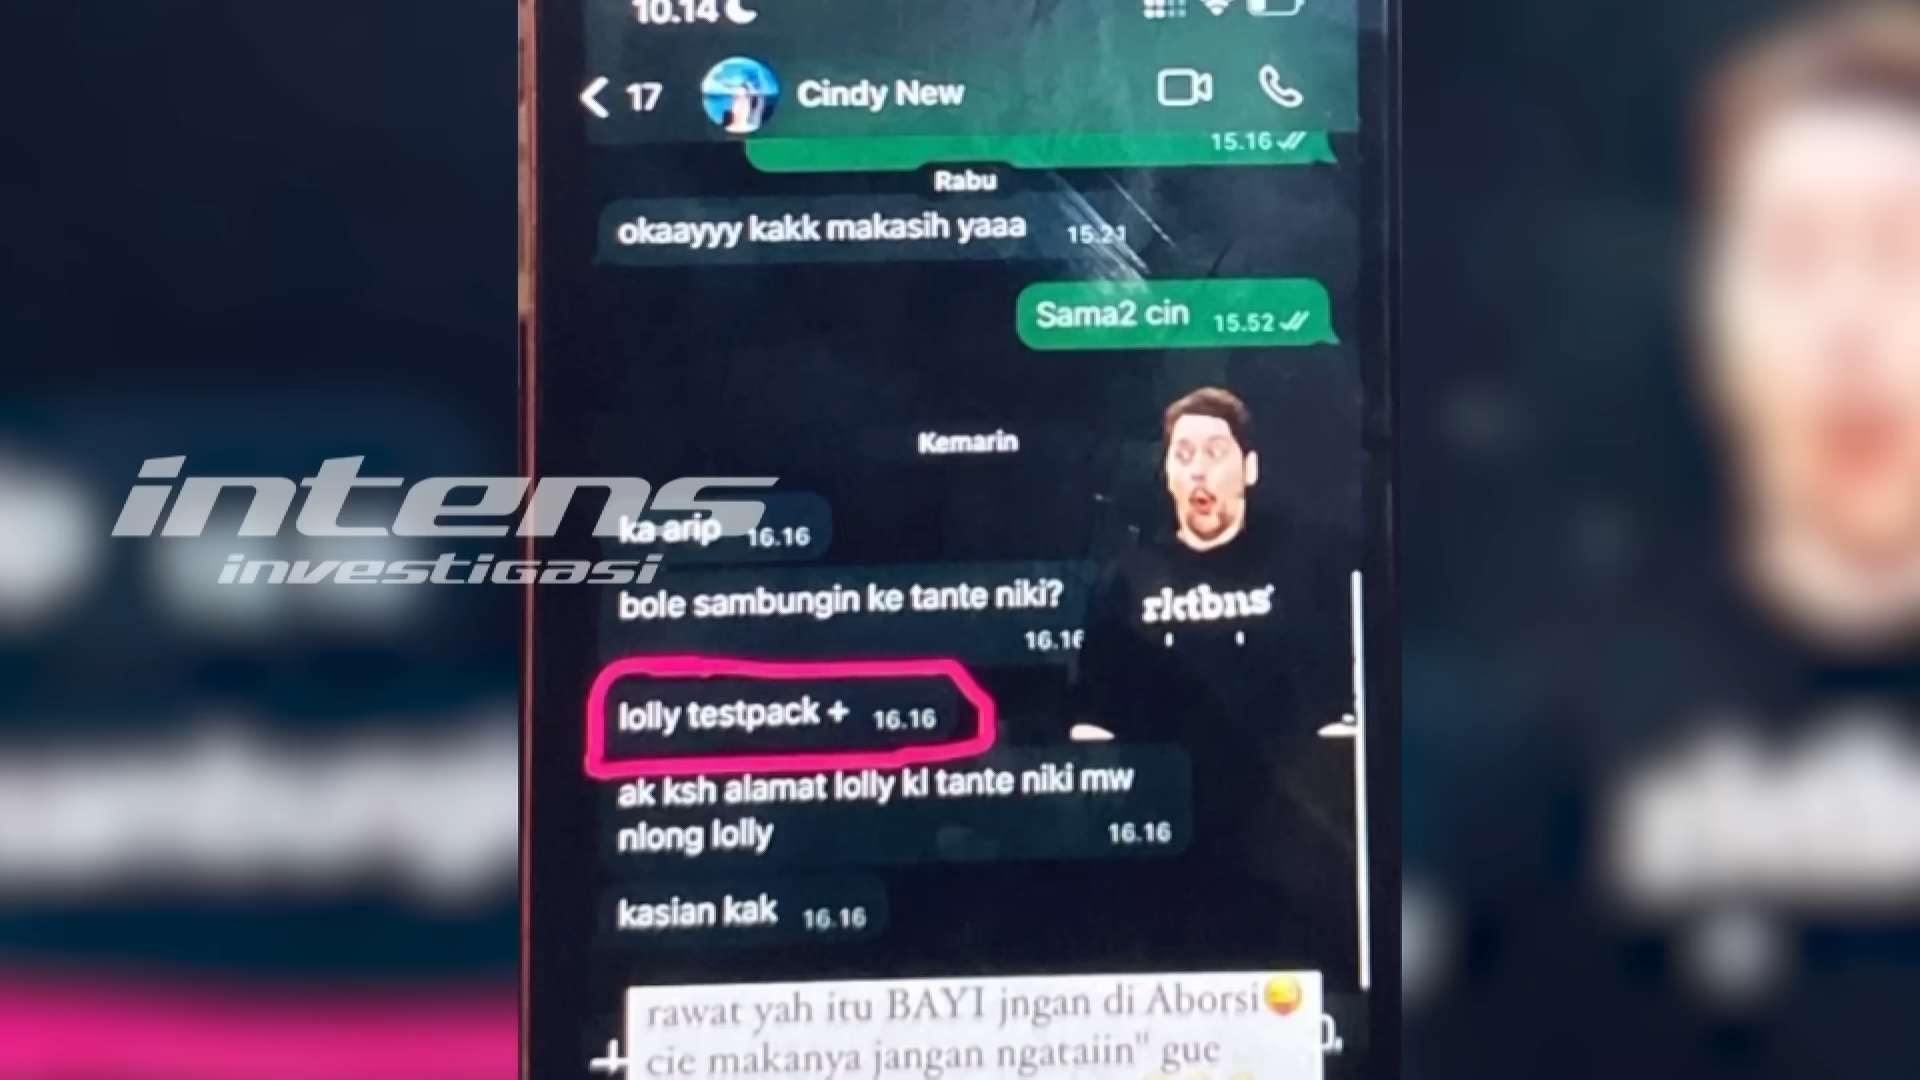 10.14
17
Cindy New
15.16
Rabu
okaayyy kakk makasih yaaa 15.21
Sama2 cin 15.52
Kemarin
intens
investigasi
ka arip 16.16
bole sambungin ke tante niki?
16.16
rktbns
lolly testpack + 16.16
ak ksh alamat lolly kl tante niki mw
nlong lolly 16.16
kasian kak 16.16
rawat yah itu BAYI jngan di Aborsi
cie makanya jangan ngataiin" gue